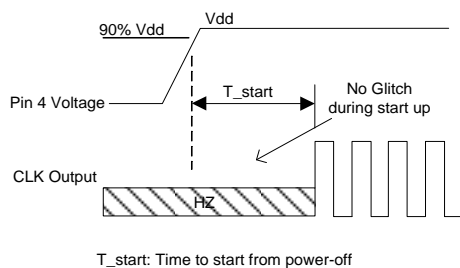 Vdd
90% Vdd
T_start
No Glitch
during start up
Pin 4 Voltage
CLK Output
HZ
T_start: Time to start from power-off